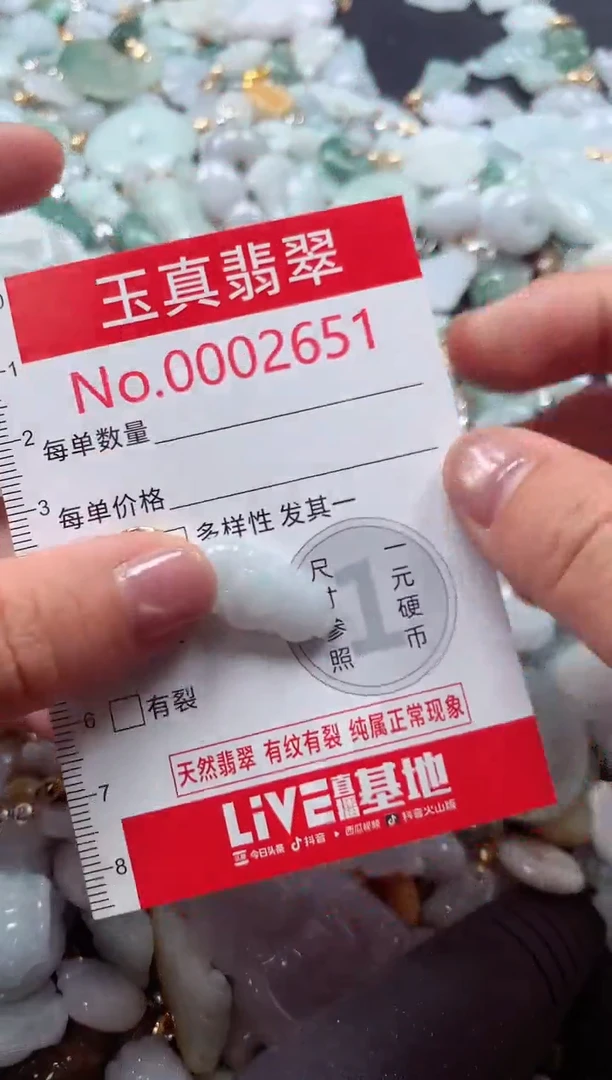 玉真翡翠
No.0002651
每单数量
每单价格
多样性 发其一
尺寸参照
一元硬币
1
有裂
天然翡翠 有纹有裂 纯属正常现象
LiVE直播基地
今日头条 抖音 西瓜视频 抖音火山版
0
1
2
3
6
7
8